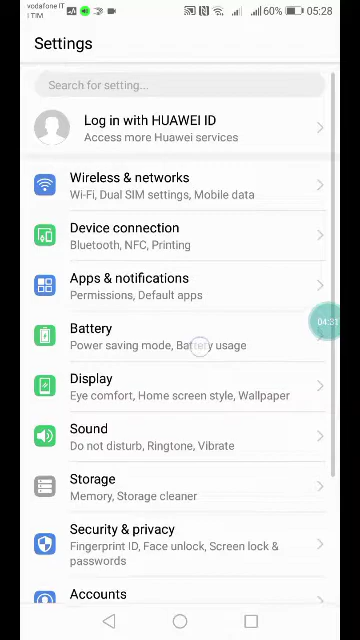 vodafone IT
| TIM
60% 05:28
Settings
Search for setting...
Log in with HUAWEI ID
Access more Huawei services
Wireless & networks
Wi-Fi, Dual SIM settings, Mobile data
Device connection
Bluetooth, NFC, Printing
Apps & notifications
Permissions, Default apps
04:31
Battery
Power saving mode, Battery usage
Display
Eye comfort, Home screen style, Wallpaper
Sound
Do not disturb, Ringtone, Vibrate
Storage
Memory, Storage cleaner
Security & privacy
Fingerprint ID, Face unlock, Screen lock &
passwords
Accounts